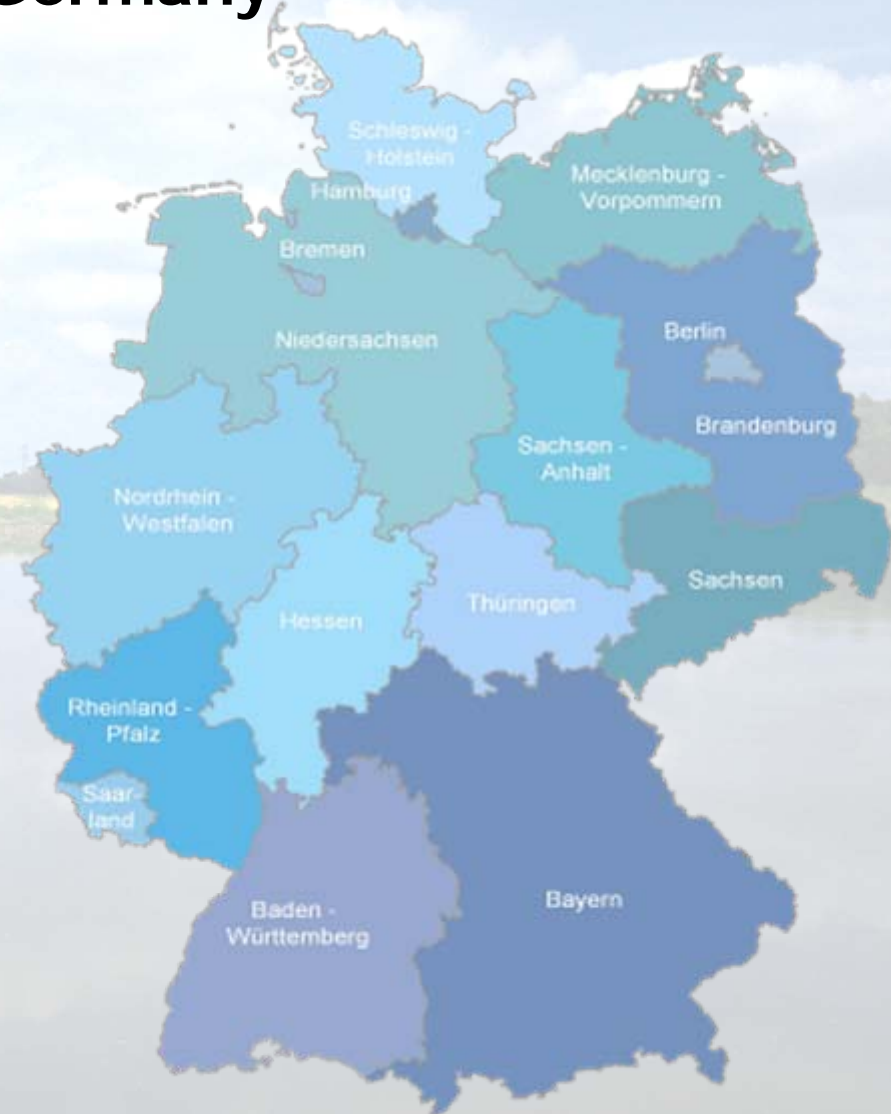 Germany
Schleswig -
Holstein
Hamburg
Mecklenburg -
Vorpommern
Bremen
Niedersachsen
Berlin
Brandenburg
Sachsen -
Anhalt
Nordrhein -
Westfalen
Sachsen
Thüringen
Hessen
Rheinland -
Pfalz
Saar-
land
Bayern
Baden -
Württemberg